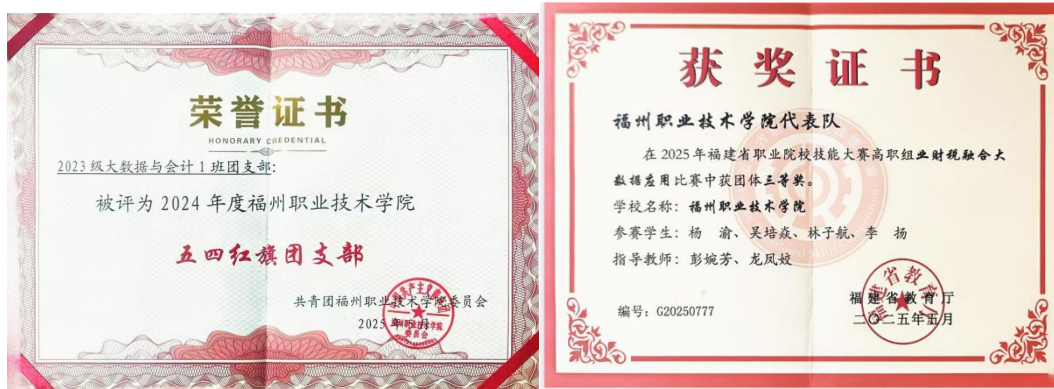 荣誉证书
HONORARY CREDENTIAL
2023级大数据与会计1班团支部:
被评为2024年度福州职业技术学院
五四红旗团支部
共青团福州职业技术学院委员会
2025年5月
获奖证书
福州职业技术学院代表队
在2025年福建省职业院校技能大赛高职组业财税融合大
数据应用比赛中获团体三等奖。
学校名称：福州职业技术学院
参赛学生：杨 渝、吴培焱、林子航、李 扬
指导教师：彭婉芳、龙凤姣
福建省教育厅
编号：G20250777
二〇二五年五月